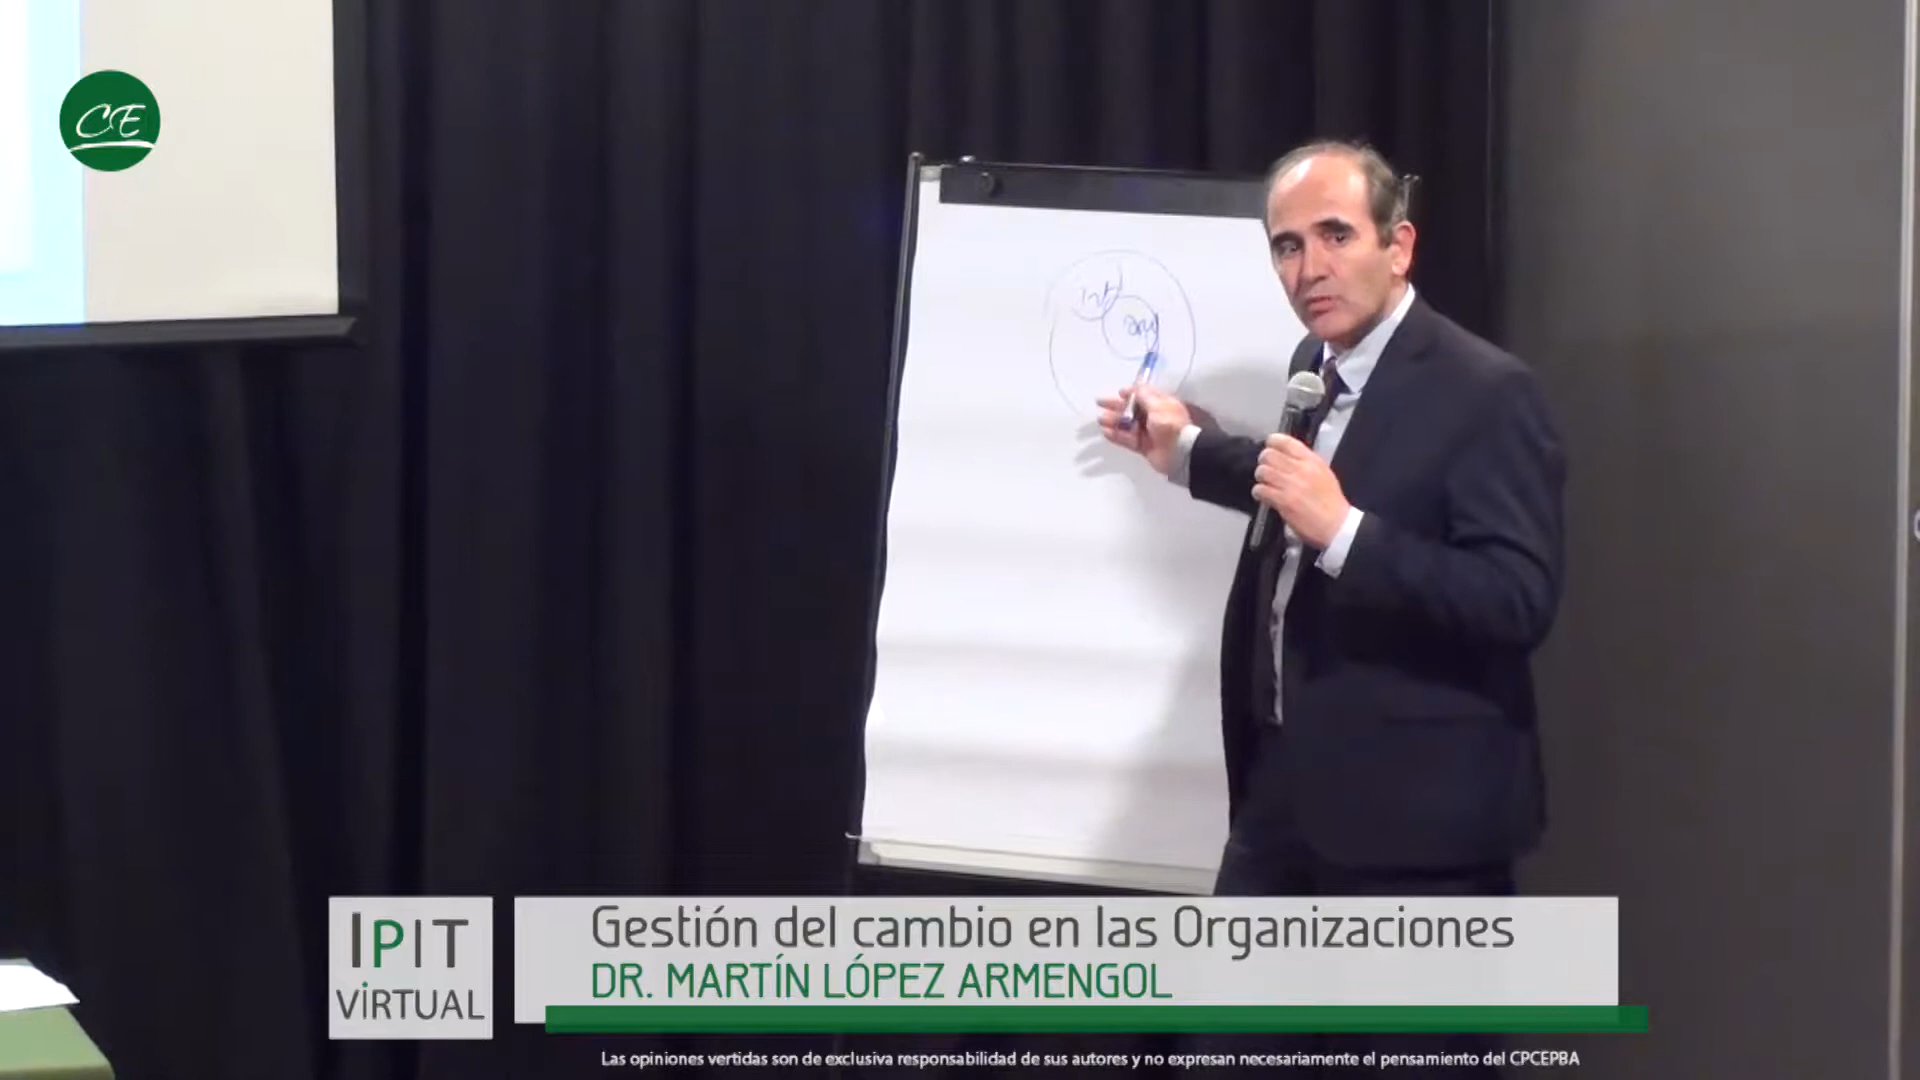 CE
IPIT
VIRTUAL
Gestión del cambio en las Organizaciones
DR. MARTÍN LÓPEZ ARMENGOL
Las opiniones vertidas son de exclusiva responsabilidad de sus autores y no expresan necesariamente el pensamiento del CPCEPBA